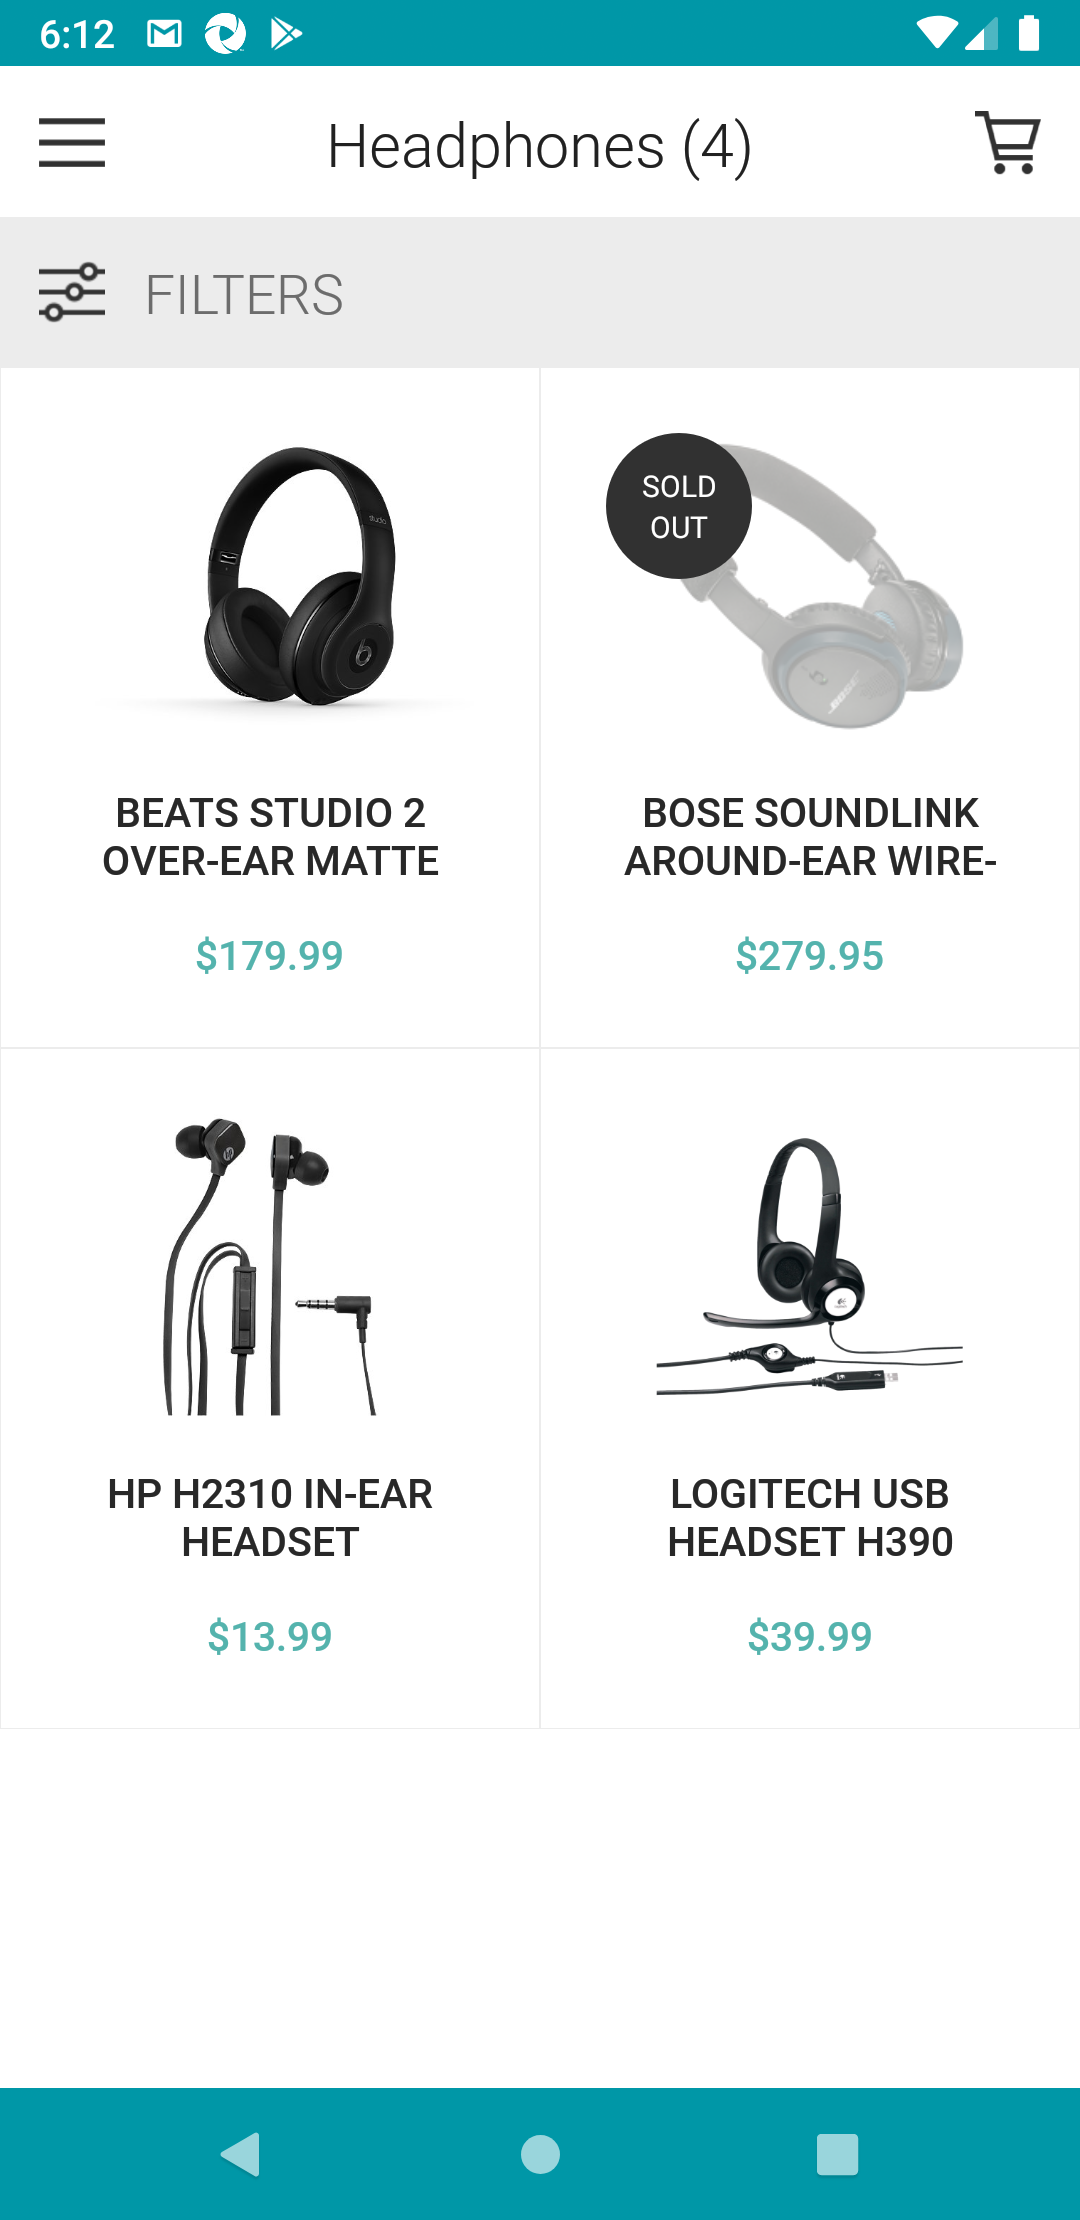 6:12
Headphones (4)
FILTERS
SOLD
OUT
BEATS STUDIO 2
OVER-EAR MATTE
$179.99
BOSE SOUNDLINK
AROUND-EAR WIRE-
$279.95
HP H2310 IN-EAR
HEADSET
$13.99
LOGITECH USB
HEADSET H390
$39.99